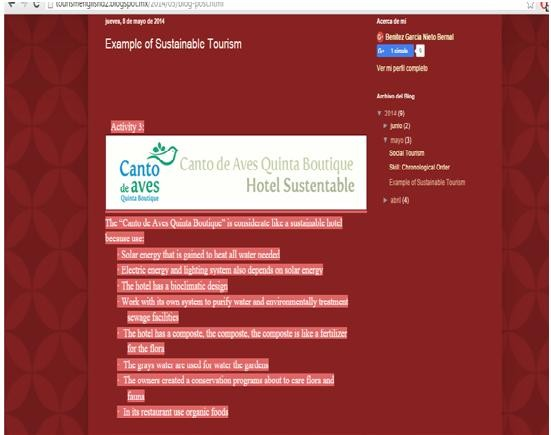 tourismenglish02.blogspot.mx/2014/05/blog-post.html
jueves, 8 de mayo de 2014
Example of Sustainable Tourism
Activity 3:
Canto
de aves
Quinta Boutique
Canto de Aves Quinta Boutique
Hotel Sustentable
The “Canto de Aves Quinta Boutique” is considerate like a sustainable hotel
because use:
· Solar energy that is gained to heat all water needed
· Electric energy and lighting system also depends on solar energy
· The hotel has a bioclimatic design
· Work with its own system to purify water and environmentally treatment
sewage facilities
· The hotel has a composte, the composte, the composte is like a fertilizer
for the flora
· The grays water are used for water the gardens
· The owners created a conservation programs about to care flora and
fauna
· In its restaurant use organic foods
Acerca de mí
Benitez Garcia Nieto Bernal
G+ 1 círculo 0
Ver mi perfil completo
Archivo del Blog
▼ 2014 (9)
► junio (2)
▼ mayo (3)
Social Tourism
Skill: Chronological Order
Example of Sustainable Tourism
► abril (4)